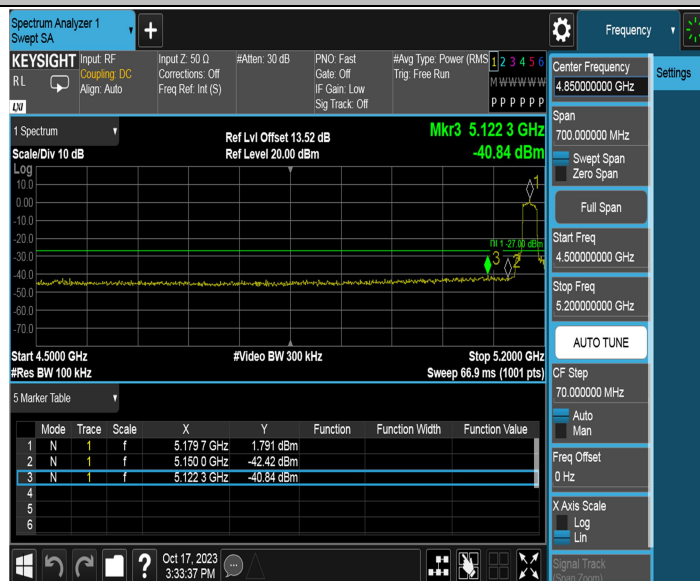 Spectrum Analyzer 1
Swept SA
+
Frequency
KEYSIGHT
R L
LXI
Input: RF
Coupling: DC
Align: Auto
Input Z: 50 Ω
Corrections: Off
Freq Ref: Int (S)
#Atten: 30 dB
PNO: Fast
Gate: Off
IF Gain: Low
Sig Track: Off
#Avg Type: Power (RMS
Trig: Free Run
1 2 3 4 5 6
M W W W W W
P P P P P P
Center Frequency
4.850000000 GHz
Settings
Span
700.000000 MHz
Swept Span
Zero Span
Full Span
Start Freq
4.500000000 GHz
Stop Freq
5.200000000 GHz
AUTO TUNE
CF Step
70.000000 MHz
Auto
Man
Freq Offset
0 Hz
X Axis Scale
Log
Lin
Signal Track
(Span Zoom)
1 Spectrum
Scale/Div 10 dB
Ref Lvl Offset 13.52 dB
Ref Level 20.00 dBm
Mkr3 5.122 3 GHz
-40.84 dBm
Log
10.0
0.00
-10.0
-20.0
-30.0
-40.0
-50.0
-60.0
-70.0
1
DL1 -27.00 dBm
3
2
Start 4.5000 GHz
#Res BW 100 kHz
#Video BW 300 kHz
Stop 5.2000 GHz
Sweep 66.9 ms (1001 pts)
5 Marker Table
Mode Trace Scale X Y Function Function Width Function Value
1 N 1 f 5.179 7 GHz 1.791 dBm
2 N 1 f 5.150 0 GHz -42.42 dBm
3 N 1 f 5.122 3 GHz -40.84 dBm
4
5
6
?
Oct 17, 2023
3:33:37 PM